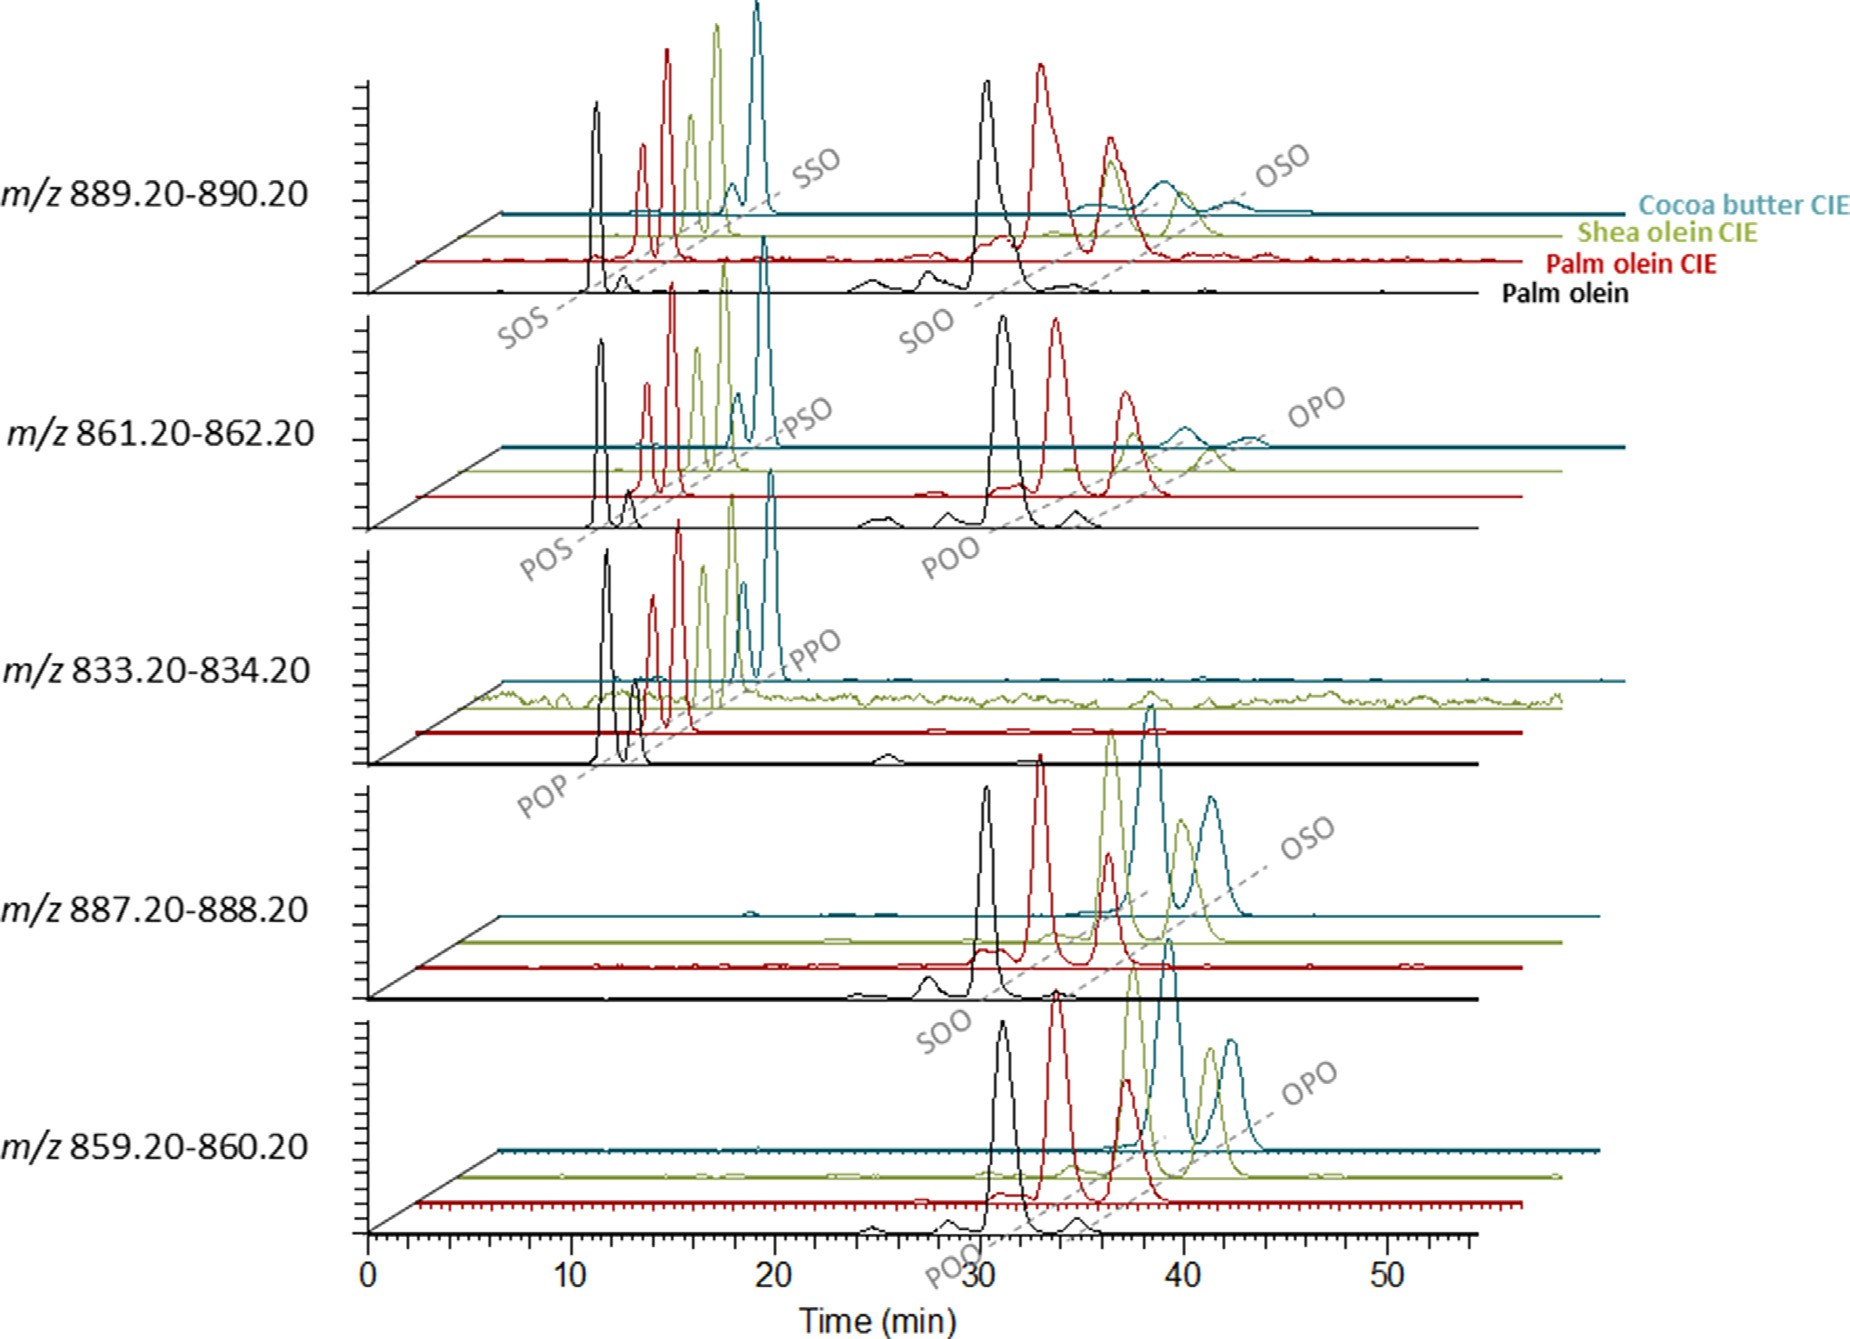 SSO
OSO
m/z 889.20-890.20
Cocoa butter CIE
Shea olein CIE
Palm olein CIE
Palm olein
SOS
SOO
PSO
OPO
m/z 861.20-862.20
POS
POO
PPO
m/z 833.20-834.20
POP
OSO
m/z 887.20-888.20
SOO
OPO
m/z 859.20-860.20
POO
0 10 20 30 40 50
Time (min)